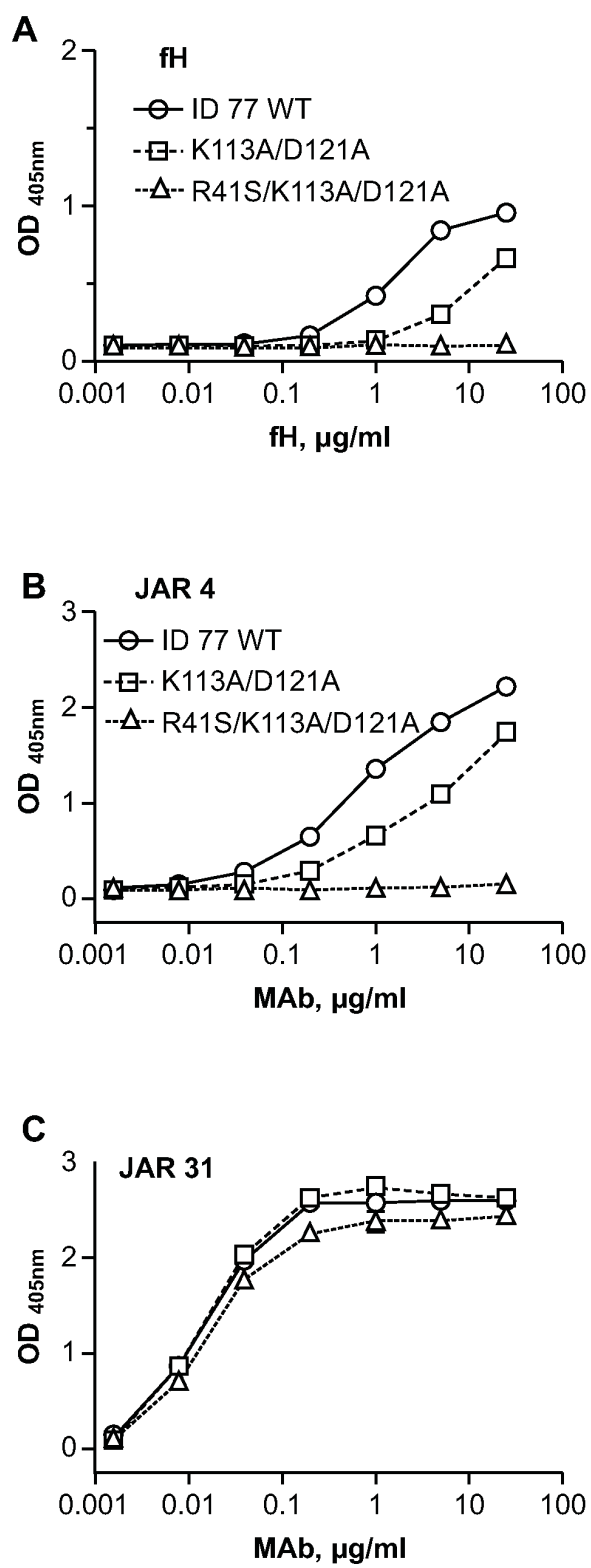 A
fH
ID 77 WT
K113A/D121A
R41S/K113A/D121A
OD 405nm
2
1
0
0.001 0.01 0.1 1 10 100
fH, µg/ml
B
JAR 4
ID 77 WT
K113A/D121A
R41S/K113A/D121A
OD 405nm
3
2
1
0
0.001 0.01 0.1 1 10 100
MAb, µg/ml
C
JAR 31
OD 405nm
3
2
1
0
0.001 0.01 0.1 1 10 100
MAb, µg/ml